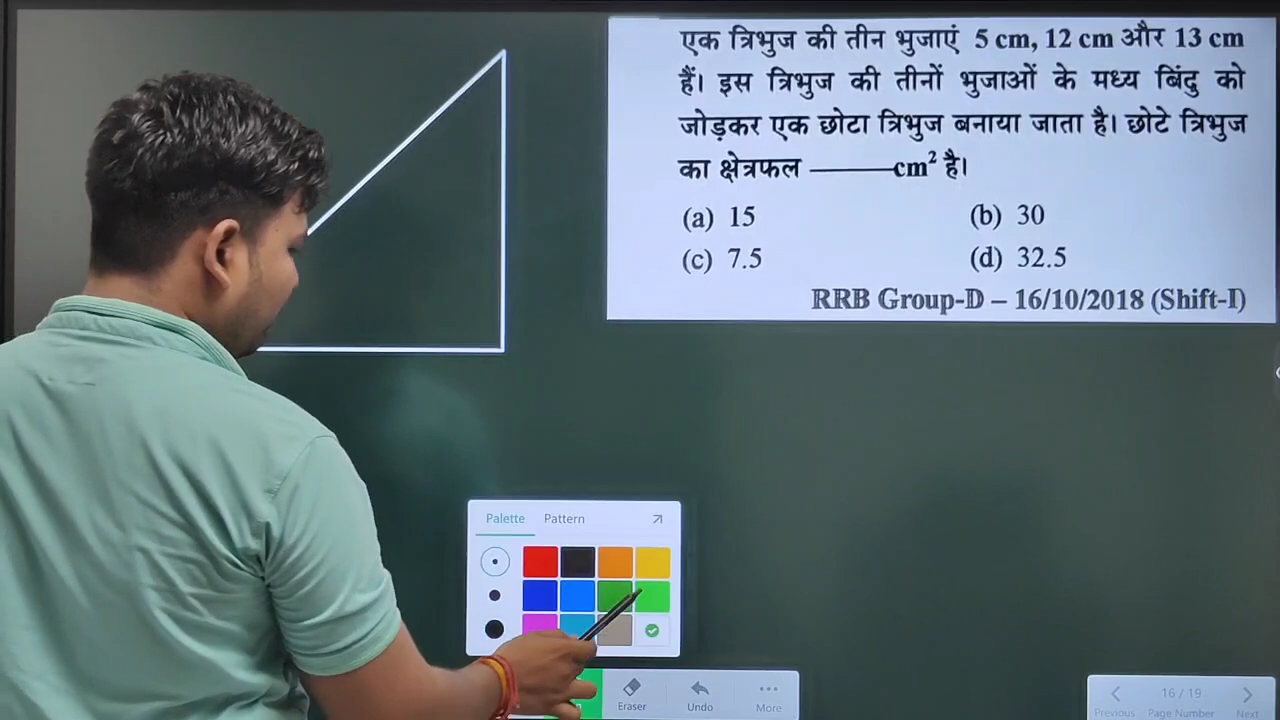 एक त्रिभुज की तीन भुजाएं 5 cm, 12 cm और 13 cm
हैं। इस त्रिभुज की तीनों भुजाओं के मध्य बिंदु को
जोड़कर एक छोटा त्रिभुज बनाया जाता है। छोटे त्रिभुज
का क्षेत्रफल ———cm² है।
(a) 15 (b) 30
(c) 7.5 (d) 32.5
RRB Group-D – 16/10/2018 (Shift-I)
Palette Pattern
Eraser Undo More
16 / 19
Previous Page Number Next